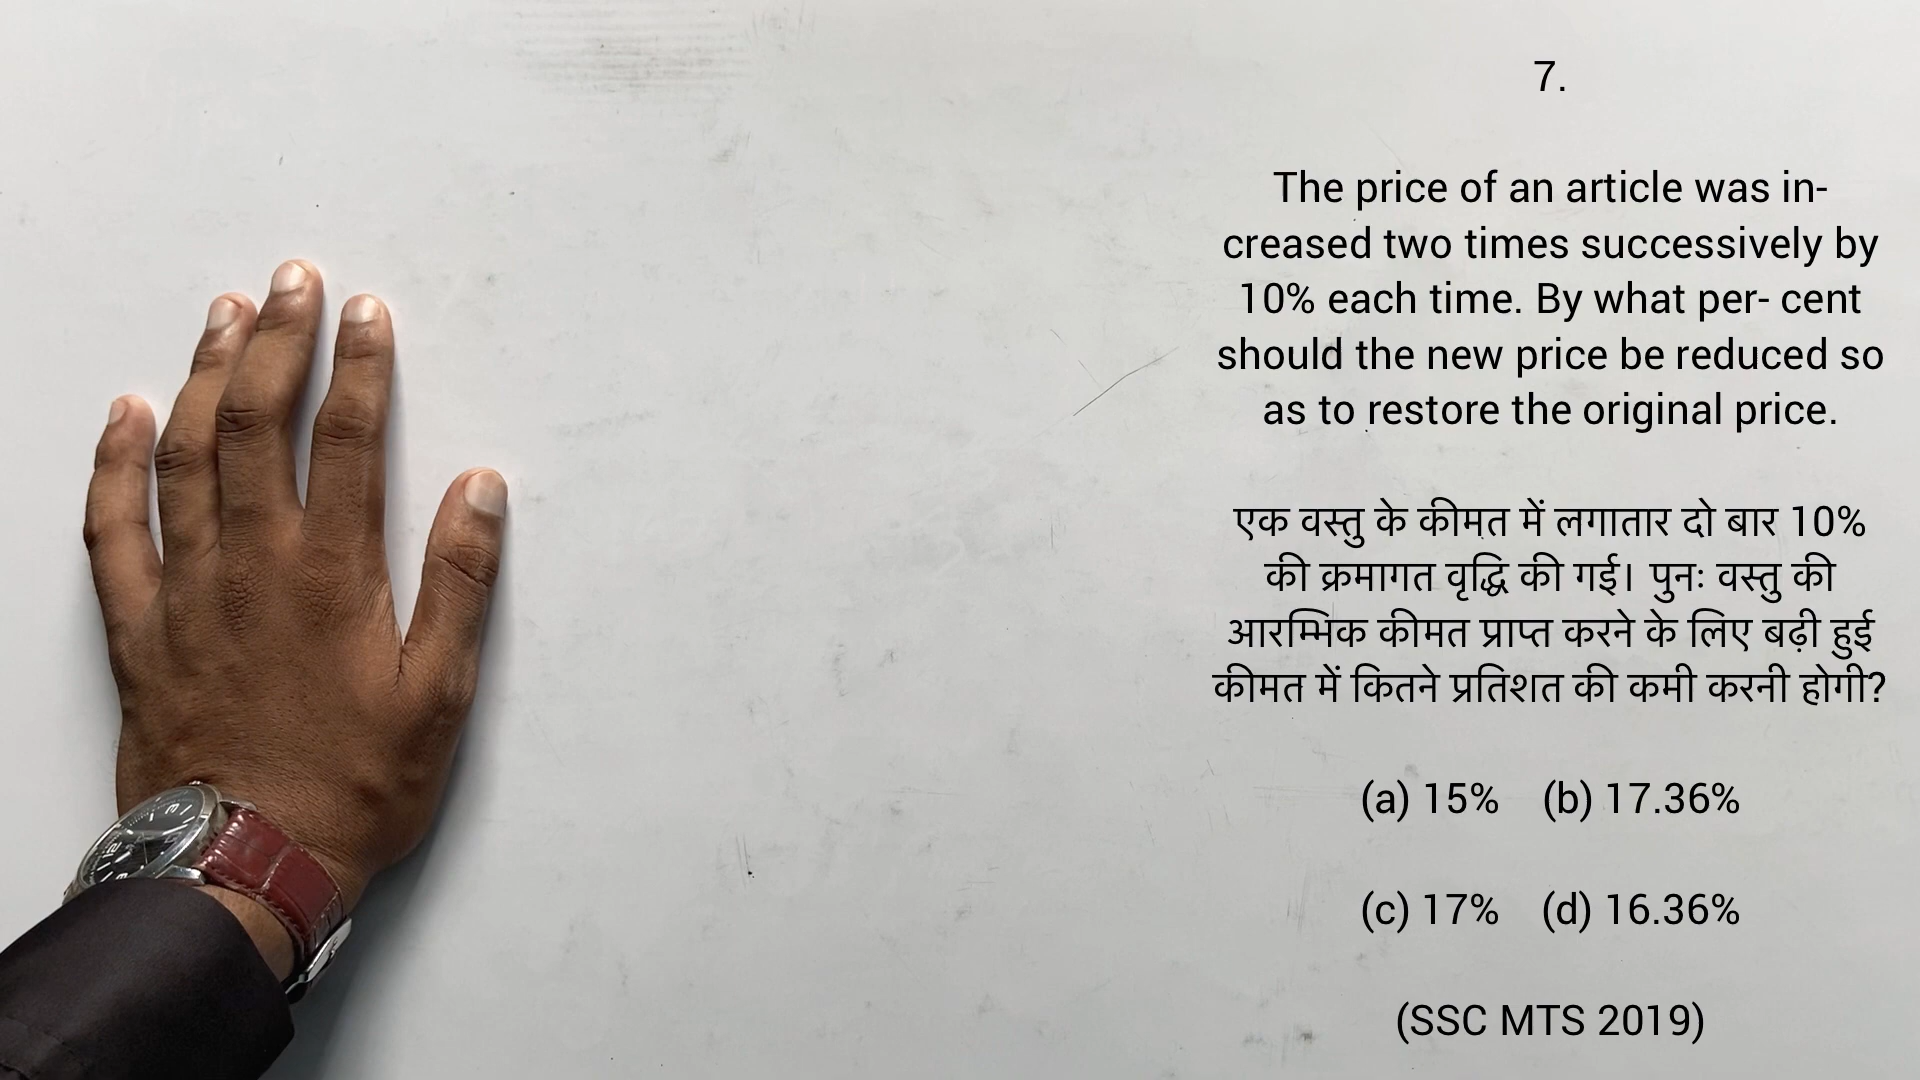 7.
The price of an article was in-
creased two times successively by
10% each time. By what per- cent
should the new price be reduced so
as to restore the original price.
एक वस्तु के कीमत में लगातार दो बार 10%
की क्रमागत वृद्धि की गई। पुनः वस्तु की
आरम्भिक कीमत प्राप्त करने के लिए बढ़ी हुई
कीमत में कितने प्रतिशत की कमी करनी होगी?
(a) 15% (b) 17.36%
(c) 17% (d) 16.36%
(SSC MTS 2019)